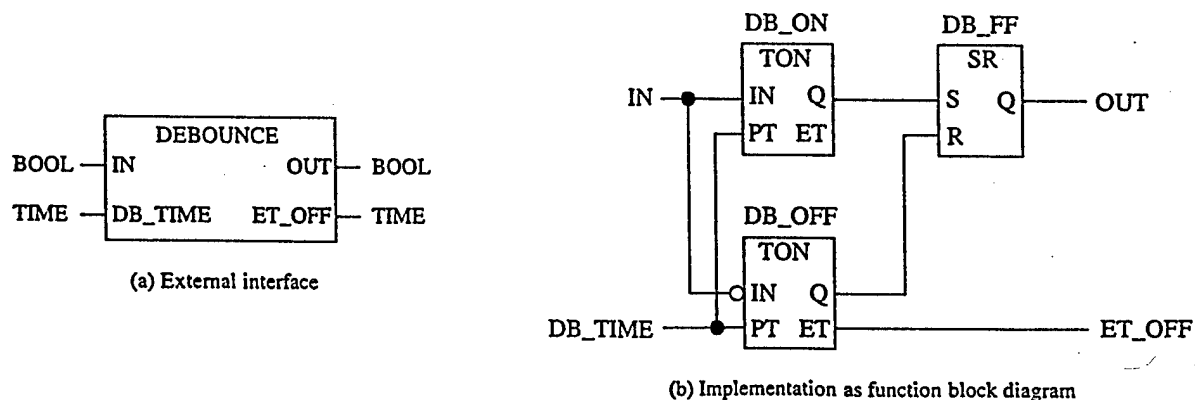 DEBOUNCE
BOOL IN OUT BOOL
TIME DB_TIME ET_OFF TIME
(a) External interface
DB_ON DB_FF
TON SR
IN IN Q S Q OUT
PT ET R
DB_OFF
TON
IN Q
DB_TIME PT ET ET_OFF
(b) Implementation as function block diagram